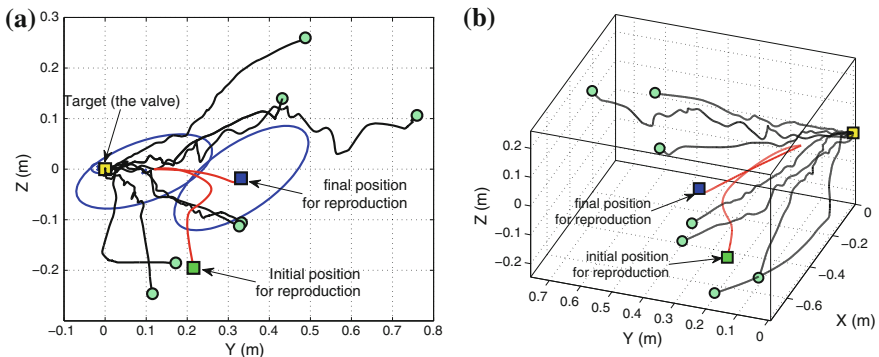 (a)
0.3
0.2
0.1
0
−0.1
−0.2
Z (m)
Target (the valve)
final position
for reproduction
Initial position
for reproduction
−0.1 0 0.1 0.2 0.3 0.4 0.5 0.6 0.7 0.8
Y (m)
(b)
0.2
0.1
0
−0.1
−0.2
Z (m)
final position
for reproduction
initial position
for reproduction
0.7 0.6 0.5 0.4 0.3 0.2 0.1 0
Y (m)
0
−0.2
−0.4
−0.6
X (m)